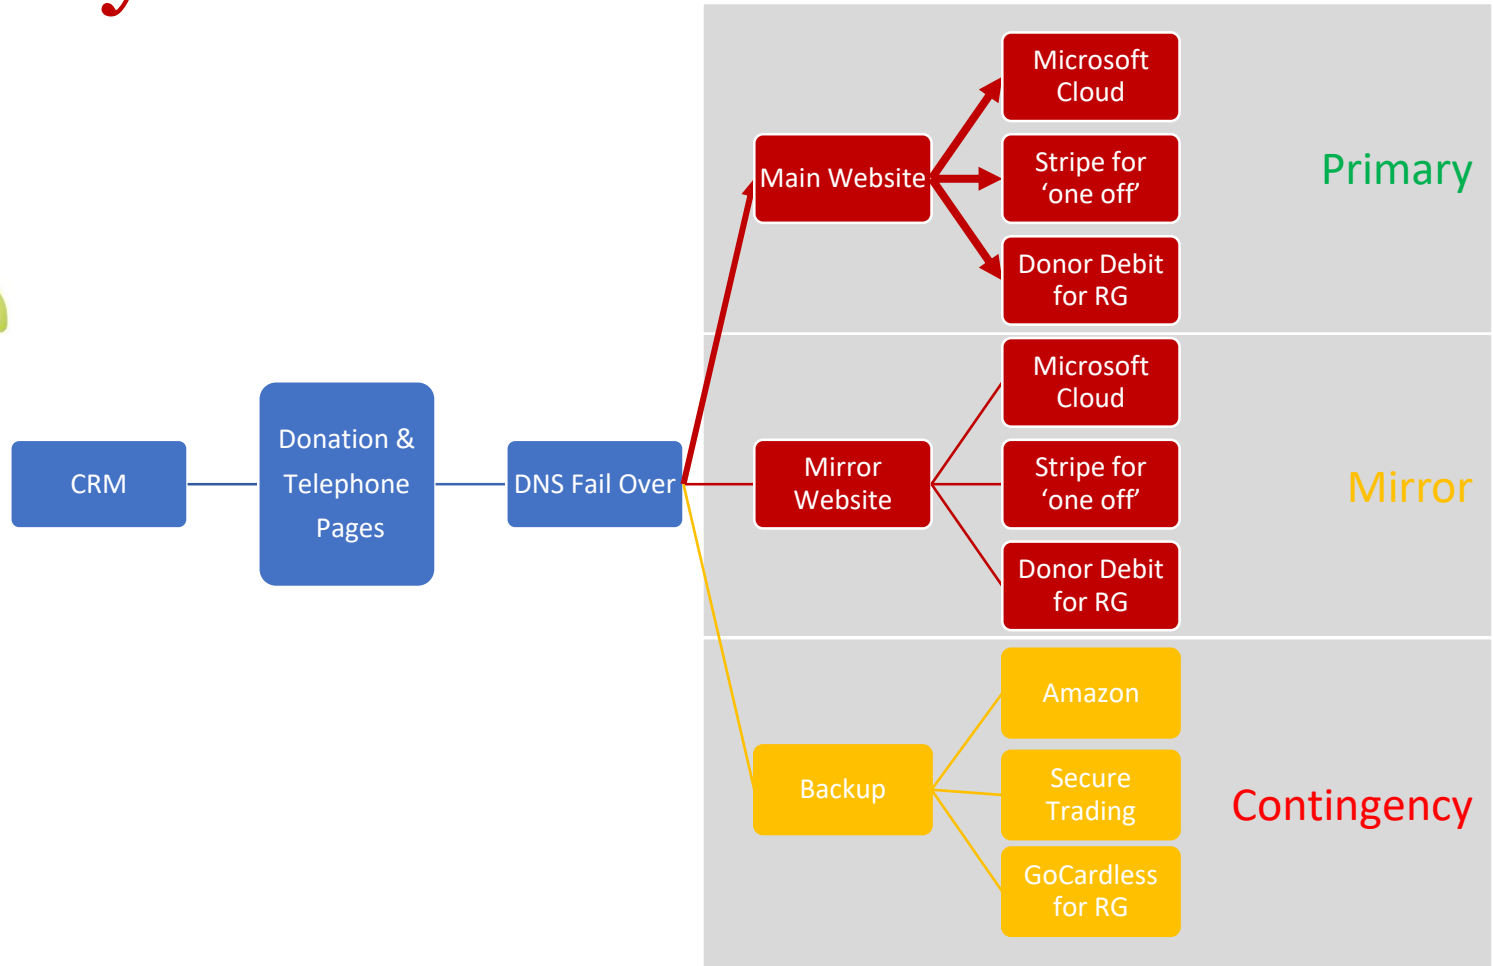 CRM
Donation &
Telephone
Pages
DNS Fail Over
Main Website
Microsoft
Cloud
Stripe for
‘one off’
Donor Debit
for RG
Primary
Mirror
Website
Microsoft
Cloud
Stripe for
‘one off’
Donor Debit
for RG
Mirror
Backup
Amazon
Secure
Trading
GoCardless
for RG
Contingency